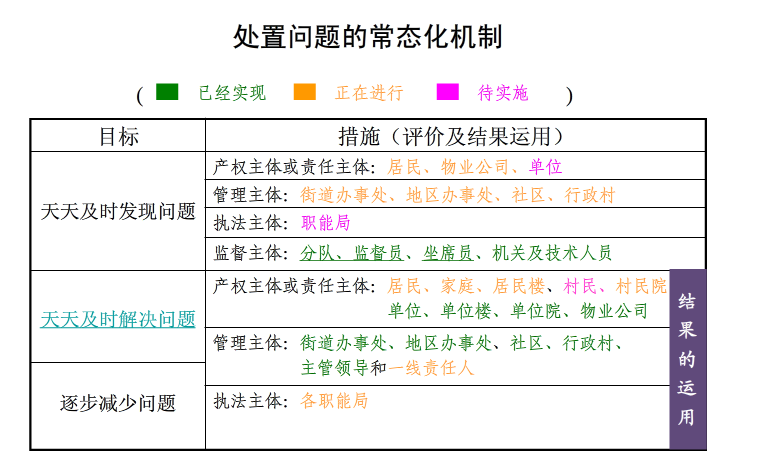 处置问题的常态化机制
( 已经实现 正在进行 待实施 )
目标 措施（评价及结果运用）
天天及时发现问题
产权主体或责任主体：居民、物业公司、单位
管理主体：街道办事处、地区办事处、社区、行政村
执法主体：职能局
监督主体：分队、监督员、坐席员、机关及技术人员
天天及时解决问题
产权主体或责任主体：居民、家庭、居民楼、村民、村民院
单位、单位楼、单位院、物业公司
管理主体：街道办事处、地区办事处、社区、行政村、
主管领导和一线责任人
逐步减少问题
执法主体：各职能局
结果的运用